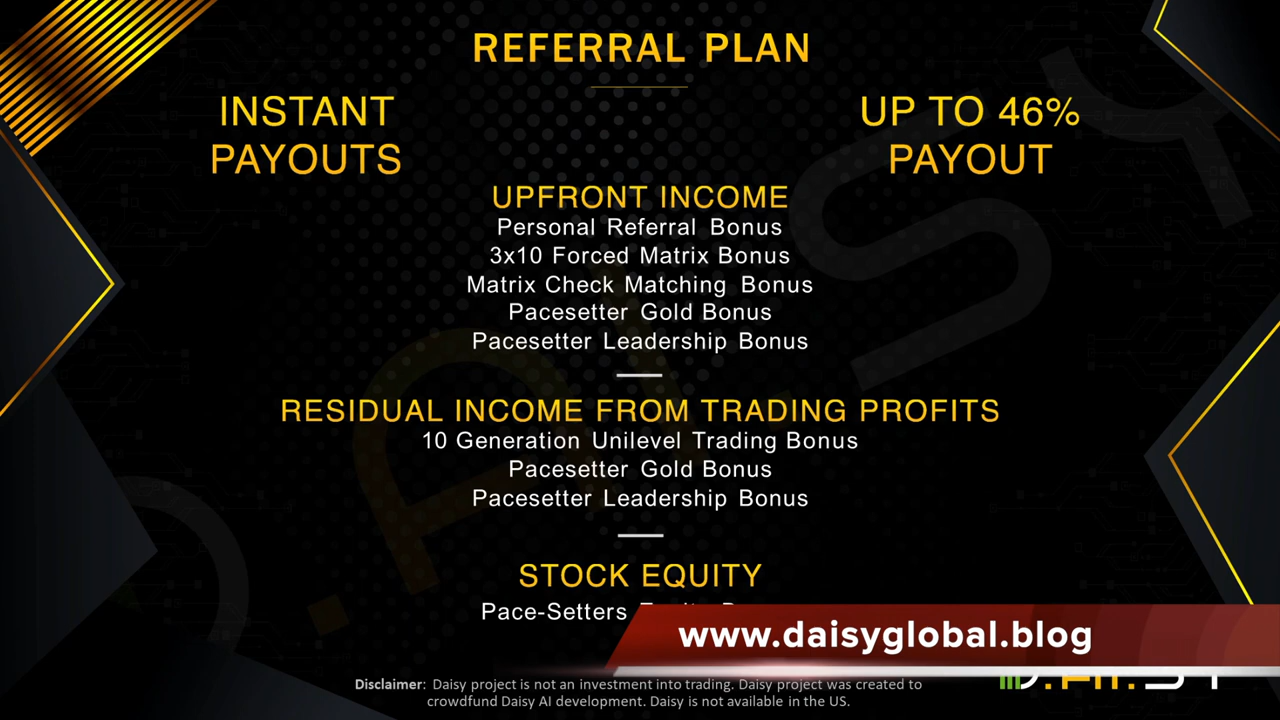 REFERRAL PLAN
INSTANT
PAYOUTS
UP TO 46%
PAYOUT
UPFRONT INCOME
Personal Referral Bonus
3x10 Forced Matrix Bonus
Matrix Check Matching Bonus
Pacesetter Gold Bonus
Pacesetter Leadership Bonus
RESIDUAL INCOME FROM TRADING PROFITS
10 Generation Unilevel Trading Bonus
Pacesetter Gold Bonus
Pacesetter Leadership Bonus
STOCK EQUITY
Pace-Setters
www.daisyglobal.blog
Disclaimer: Daisy project is not an investment into trading. Daisy project was created to
crowdfund Daisy AI development. Daisy is not available in the US.